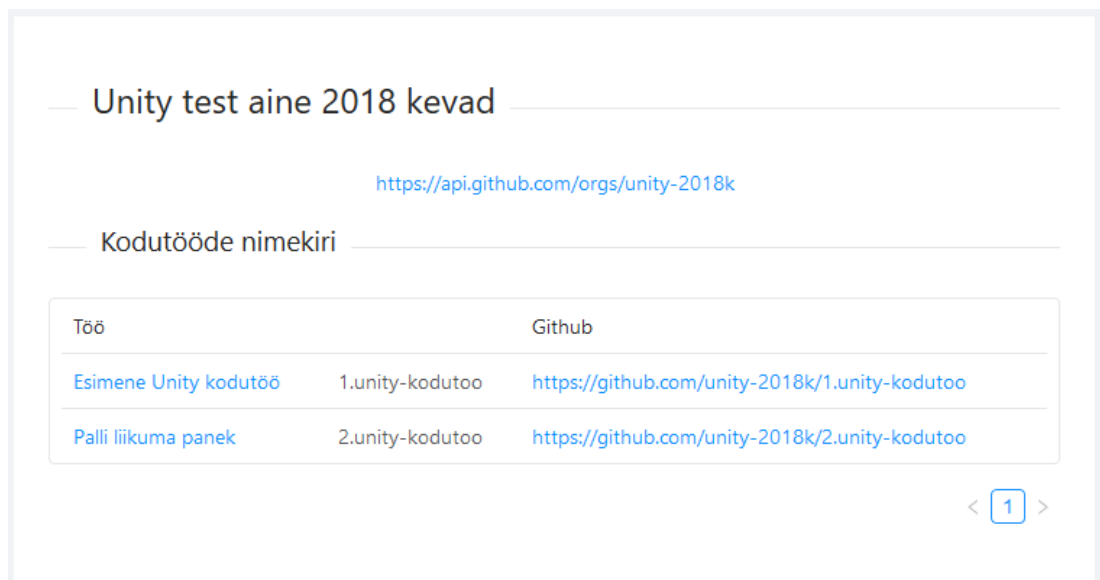 Unity test aine 2018 kevad
https://api.github.com/orgs/unity-2018k
Kodutööde nimekiri
Töö Github
Esimene Unity kodutöö 1.unity-kodutoo https://github.com/unity-2018k/1.unity-kodutoo
Palli liikuma panek 2.unity-kodutoo https://github.com/unity-2018k/2.unity-kodutoo
< 1 >